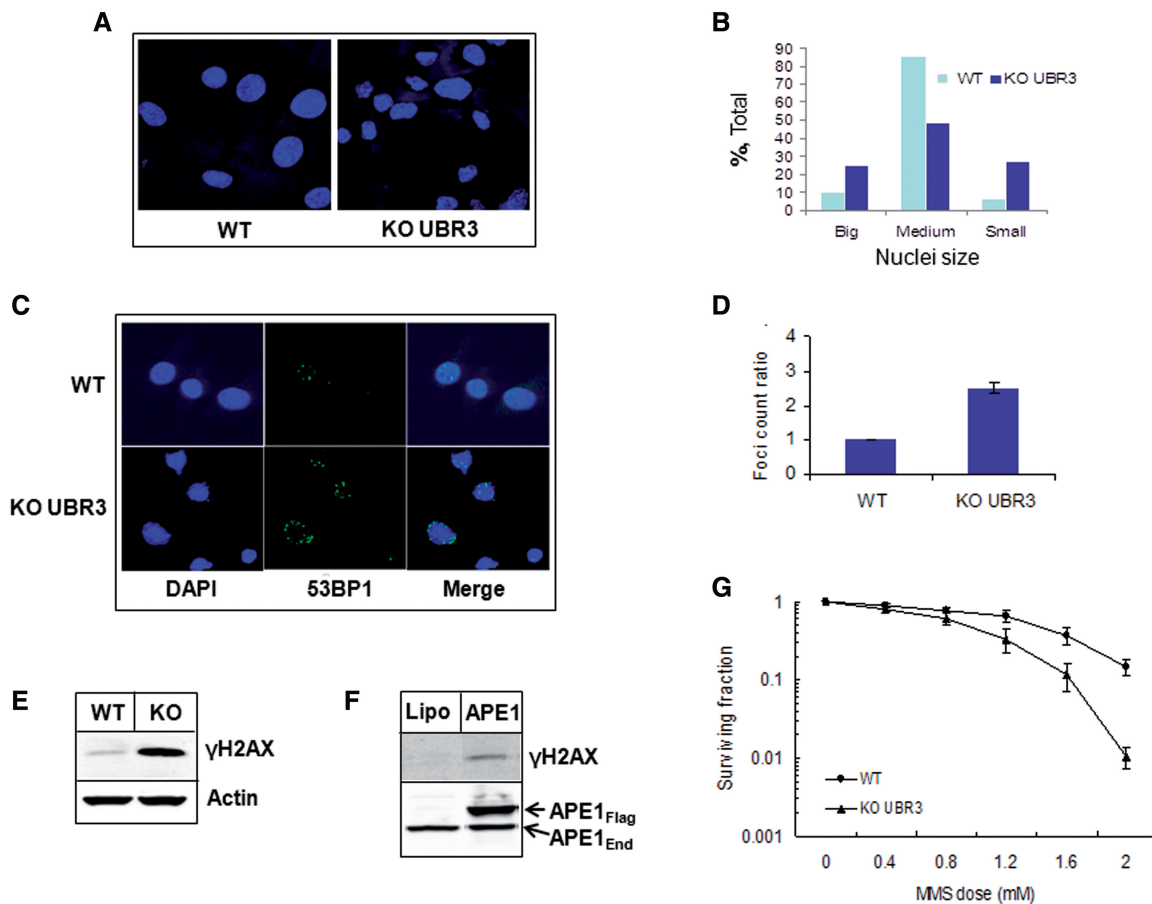 A
WT
KO UBR3
B
90
80
70
60
50
40
30
20
10
0
%, Total
WT
KO UBR3
Big
Medium
Small
Nuclei size
C
WT
KO UBR3
DAPI
53BP1
Merge
D
4
3
2
1
0
Foci count ratio
WT
KO UBR3
E
WT
KO
γH2AX
Actin
F
Lipo
APE1
γH2AX
APE1Flag
APE1End
G
1
0.1
0.01
0.001
Surviving fraction
WT
KO UBR3
0
0.4
0.8
1.2
1.6
2
MMS dose (mM)